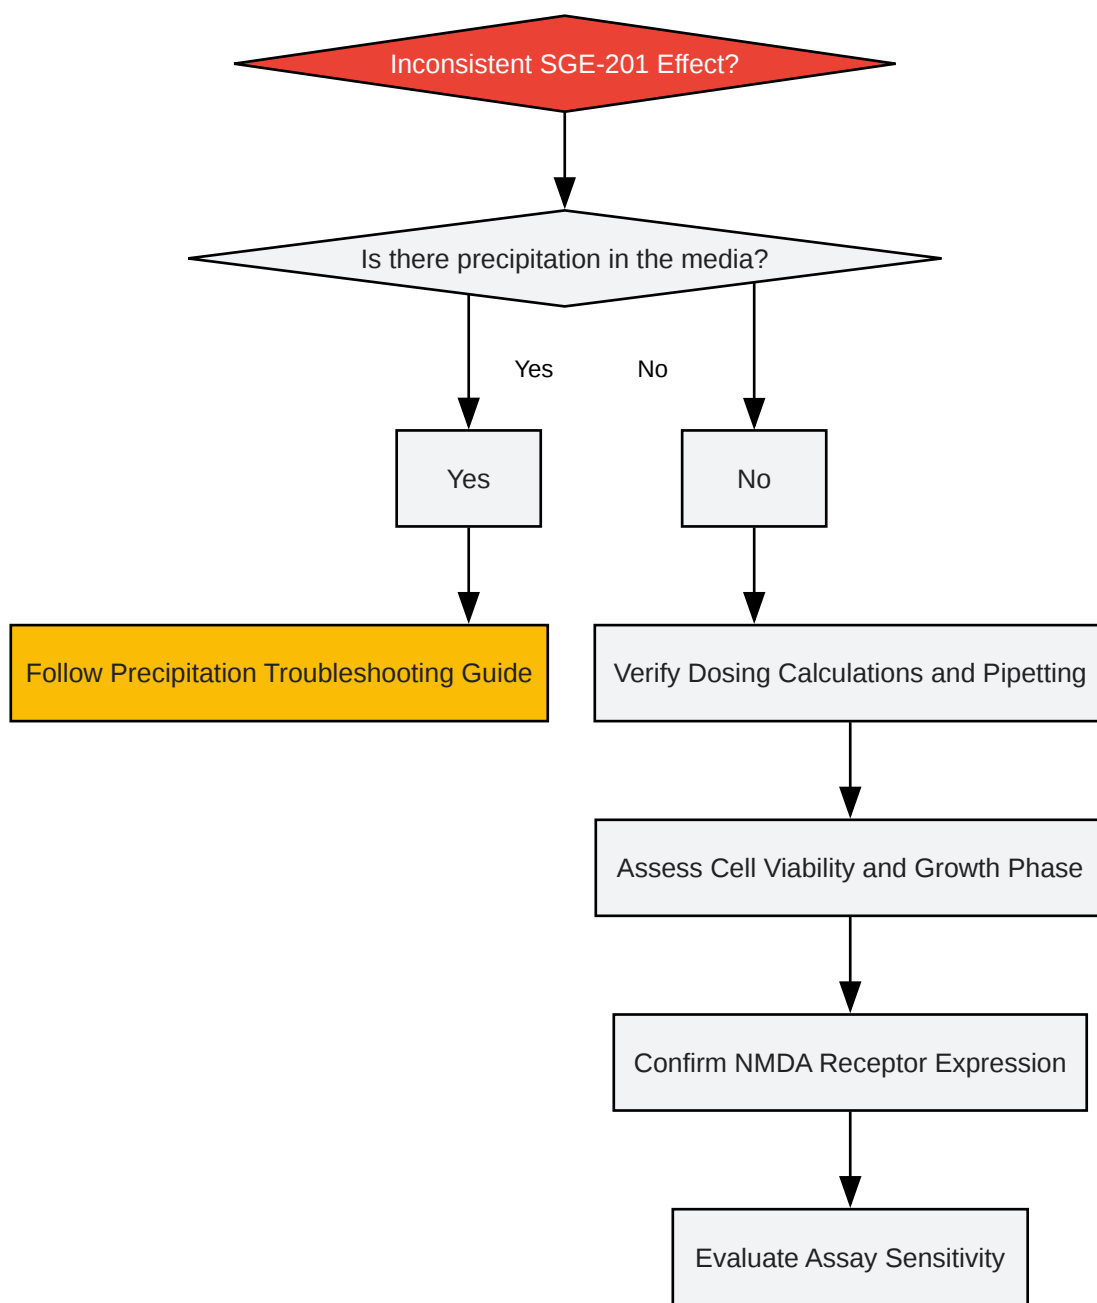 Inconsistent SGE-201 Effect?
Is there precipitation in the media?
Yes
No
Yes
No
Follow Precipitation Troubleshooting Guide
Verify Dosing Calculations and Pipetting
Assess Cell Viability and Growth Phase
Confirm NMDA Receptor Expression
Evaluate Assay Sensitivity